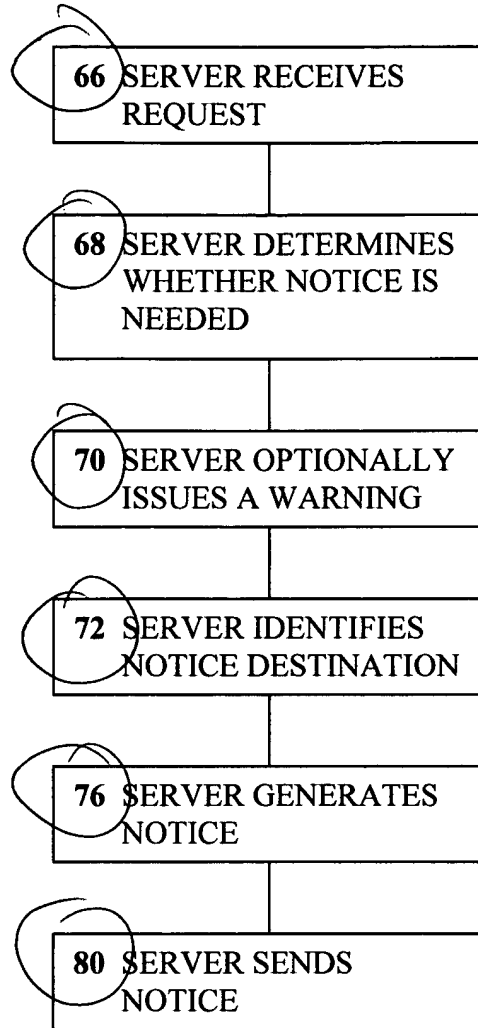 66 SERVER RECEIVES
REQUEST
68 SERVER DETERMINES
WHETHER NOTICE IS
NEEDED
70 SERVER OPTIONALLY
ISSUES A WARNING
72 SERVER IDENTIFIES
NOTICE DESTINATION
76 SERVER GENERATES
NOTICE
80 SERVER SENDS
NOTICE